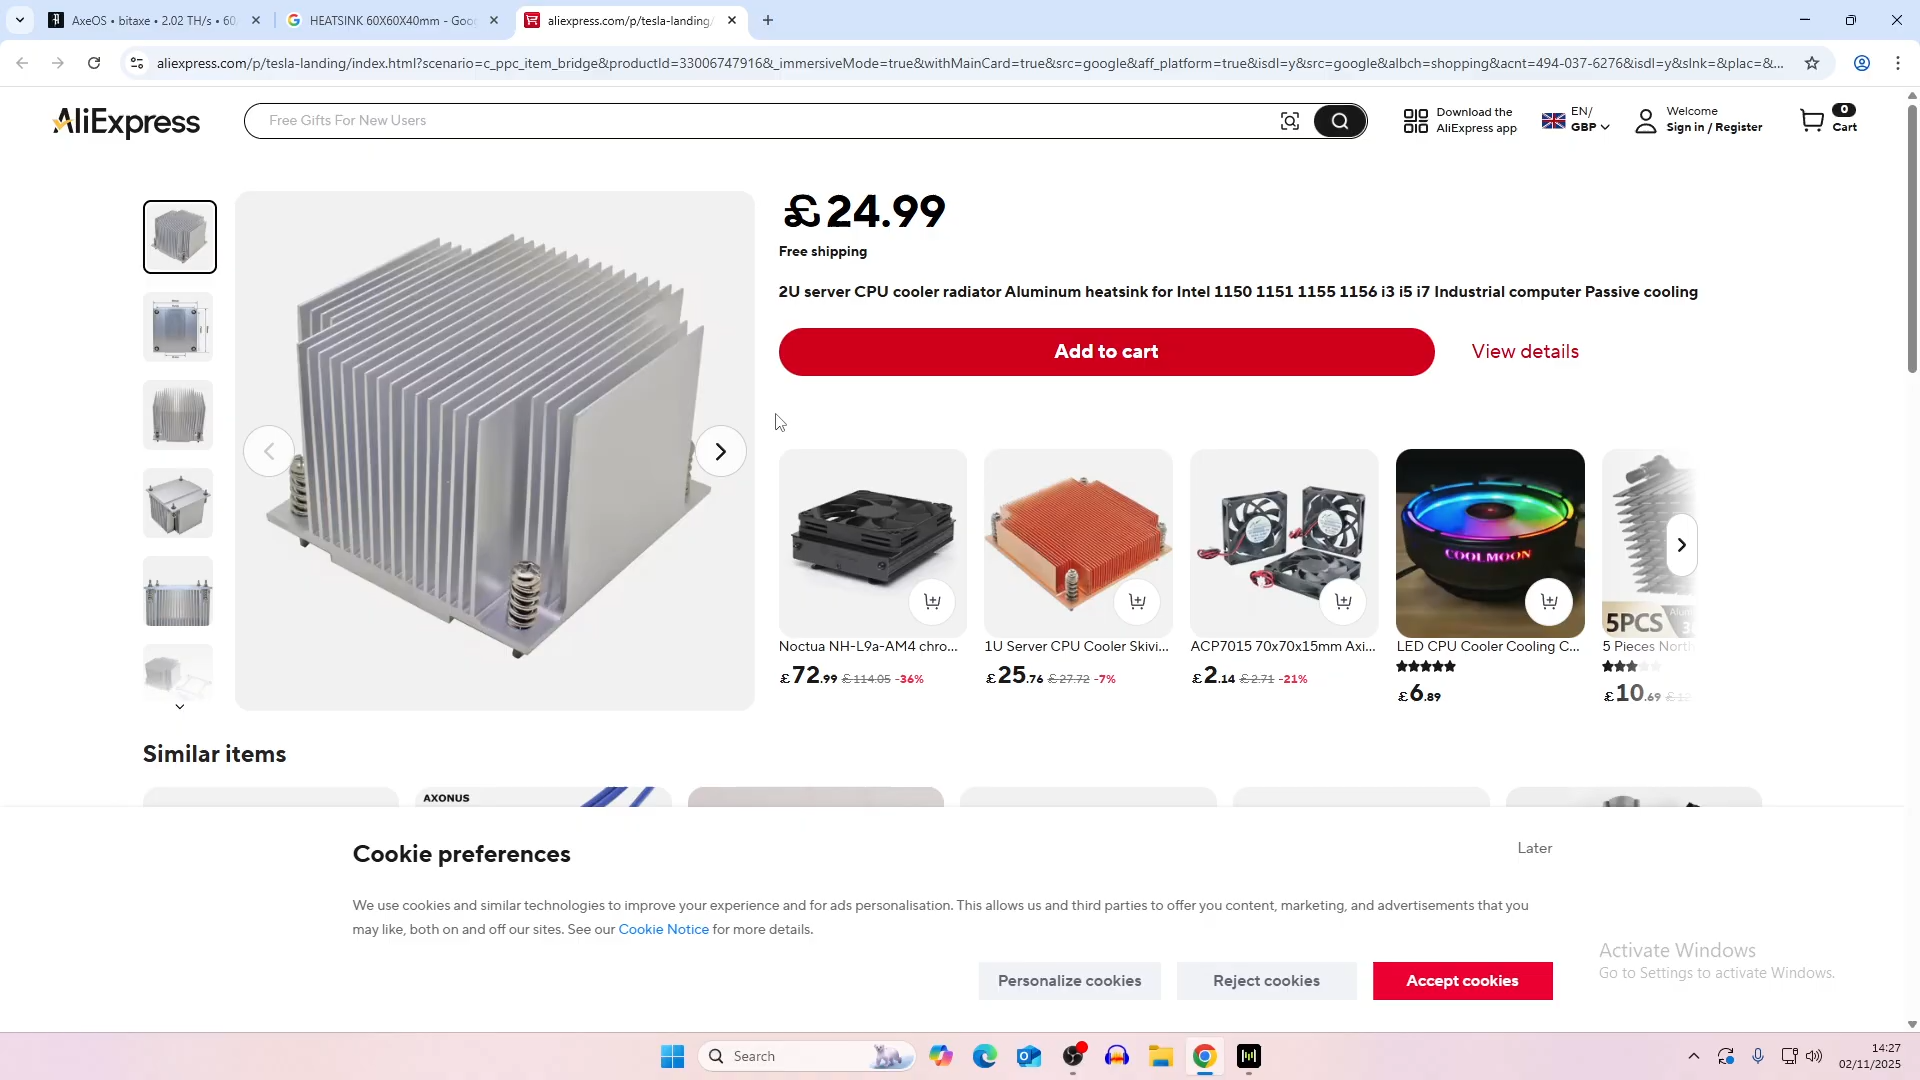 AxeOS • bitaxe • 2.02 TH/s • 60
HEATSINK 60X60X40mm - Goo
aliexpress.com/p/tesla-landing/
aliexpress.com/p/tesla-landing/index.html?scenario=c_ppc_item_bridge&productId=33006747916&_immersiveMode=true&withMainCard=true&src=google&aff_platform=true&isdl=y&src=google&albch=shopping&acnt=494-037-6276&isdl=y&slnk=&plac=&...
AliExpress
Free Gifts For New Users
Download the
AliExpress app
EN/
GBP
Welcome
Sign in / Register
0
Cart
£24.99
Free shipping
2U server CPU cooler radiator Aluminum heatsink for Intel 1150 1151 1155 1156 i3 i5 i7 Industrial computer Passive cooling
Add to cart
View details
COOLMOON
5PCS
Noctua NH-L9a-AM4 chro...
1U Server CPU Cooler Skivi...
ACP7015 70x70x15mm Axi...
LED CPU Cooler Cooling C...
5 Pieces North
£72.99 £114.05 -36%
£25.76 £27.72 -7%
£2.14 £2.71 -21%
£6.89
£10.69
Similar items
AXONUS
Cookie preferences
Later
We use cookies and similar technologies to improve your experience and for ads personalisation. This allows us and third parties to offer you content, marketing, and advertisements that you
may like, both on and off our sites. See our Cookie Notice for more details.
Personalize cookies
Reject cookies
Accept cookies
Activate Windows
Go to Settings to activate Windows.
Search
14:27
02/11/2025